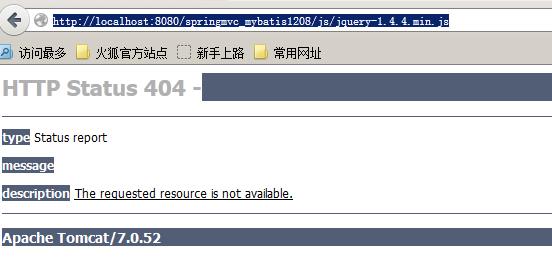 http://localhost:8080/springmvc_mybatis1208/js/jquery-1.4.4.min.js
访问最多 火狐官方站点 新手上路 常用网址
HTTP Status 404 -
type Status report
message
description The requested resource is not available.
Apache Tomcat/7.0.52